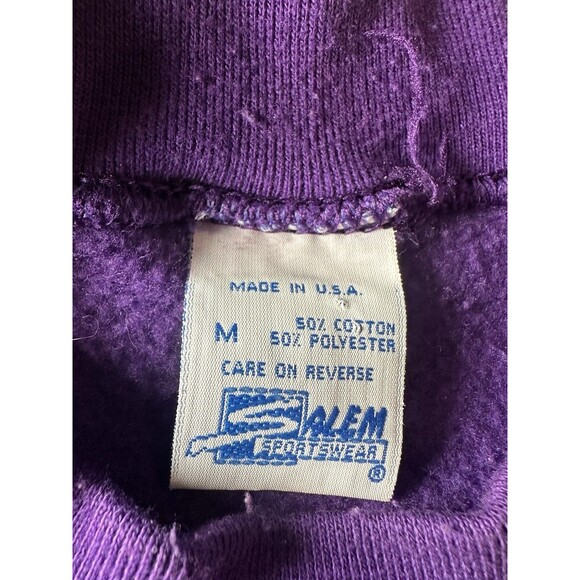 MADE IN U.S.A.
M
50% COTTON
50% POLYESTER
CARE ON REVERSE
SALEM
SPORTSWEAR
®